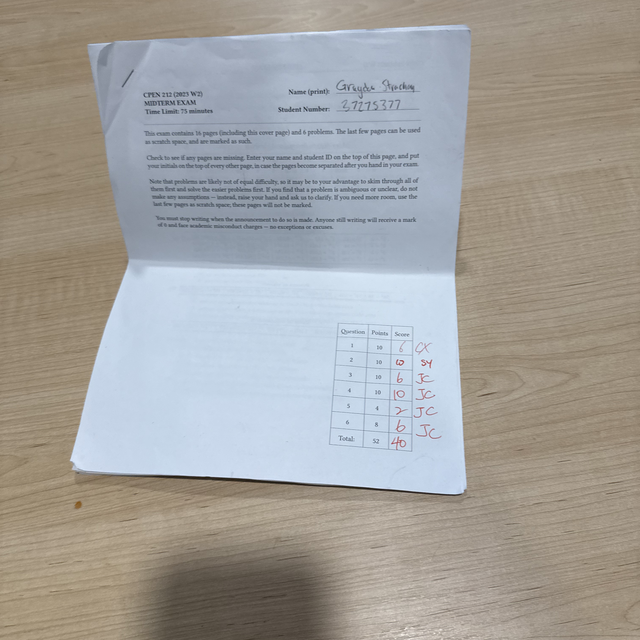 CPEN 212 (2023 W2)
MIDTERM EXAM
Time Limit: 75 minutes
Name (print):
Student Number: 37275377
This exam contains 16 pages (including this cover page) and 6 problems. The last few pages can be used
as scratch space, and are marked as such.
Check to see if any pages are missing. Enter your name and student ID on the top of this page, and put
your initials on the top of every other page, in case the pages become separated after you hand in your exam.
Note that problems are likely not of equal difficulty, so it may be to your advantage to skim through all of
them first and solve the easier problems first. If you find that a problem is ambiguous or unclear, do not
make any assumptions — instead, raise your hand and ask us to clarify. If you need more room, use the
last few pages as scratch space; these pages will not be marked.
You must stop writing when the announcement to do so is made. Anyone still writing will receive a mark
of 0 and face academic misconduct charges — no exceptions or excuses.
Question Points Score
1 10 6
2 10 10 SY
3 10 6 JC
4 10 10 JC
5 4 2 JC
6 8 6 JC
Total: 52 40